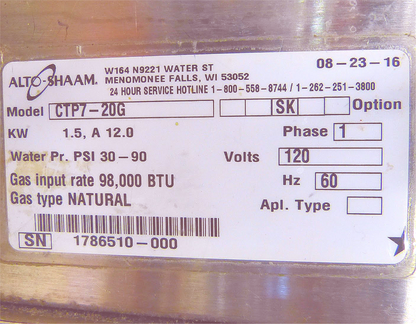 ALTO-SHAAM.
W164 N9221 WATER ST
MENOMONEE FALLS, WI 53052
08-23-16
24 HOUR SERVICE HOTLINE 1-800-558-8744 / 1-262-251-3800
Model CTP7-20G SK Option
KW 1.5, A 12.0 Phase 1
Water Pr. PSI 30-90 Volts 120
Gas input rate 98,000 BTU Hz 60
Gas type NATURAL Apl. Type
SN 1786510-000